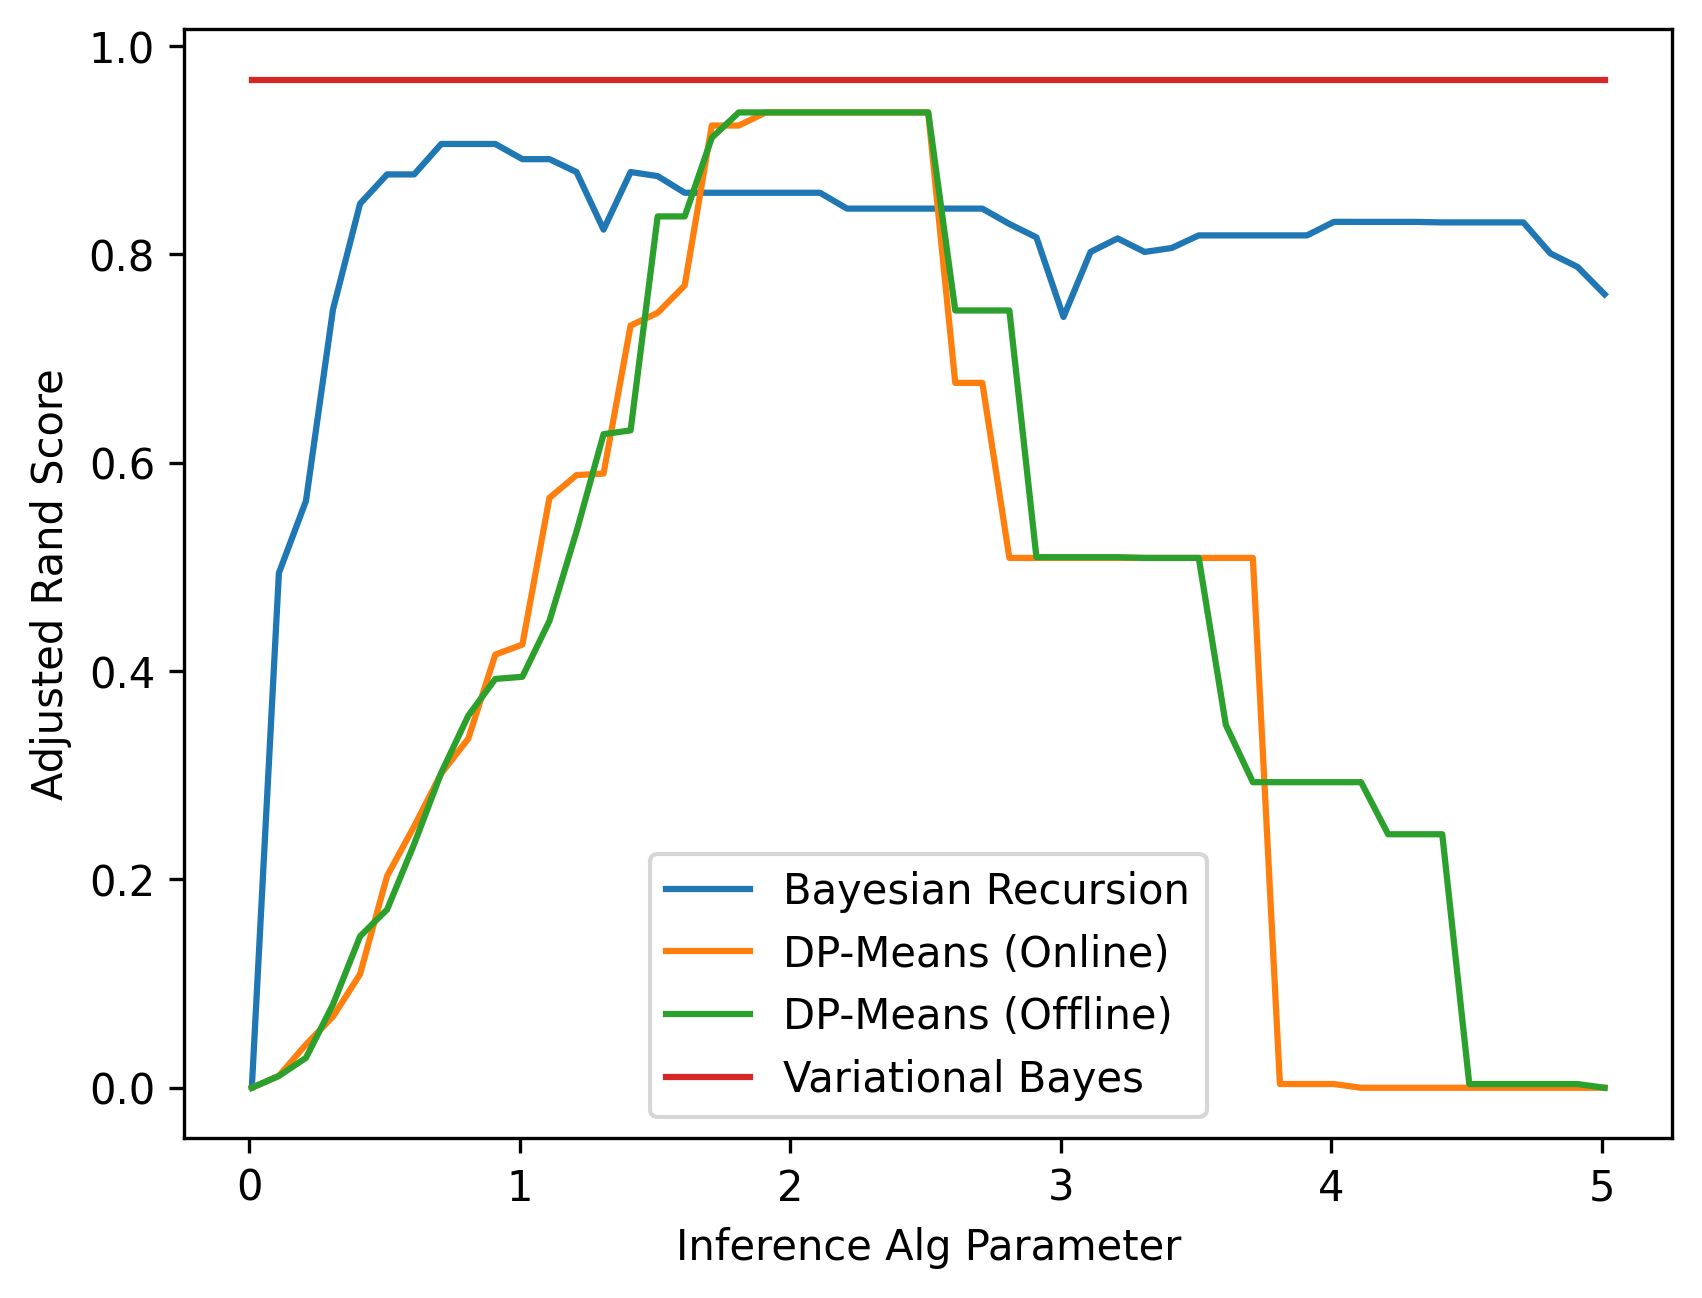 1.0
0.8
0.6
0.4
0.2
0.0
Adjusted Rand Score
Bayesian Recursion
DP-Means (Online)
DP-Means (Offline)
Variational Bayes
0 1 2 3 4 5
Inference Alg Parameter